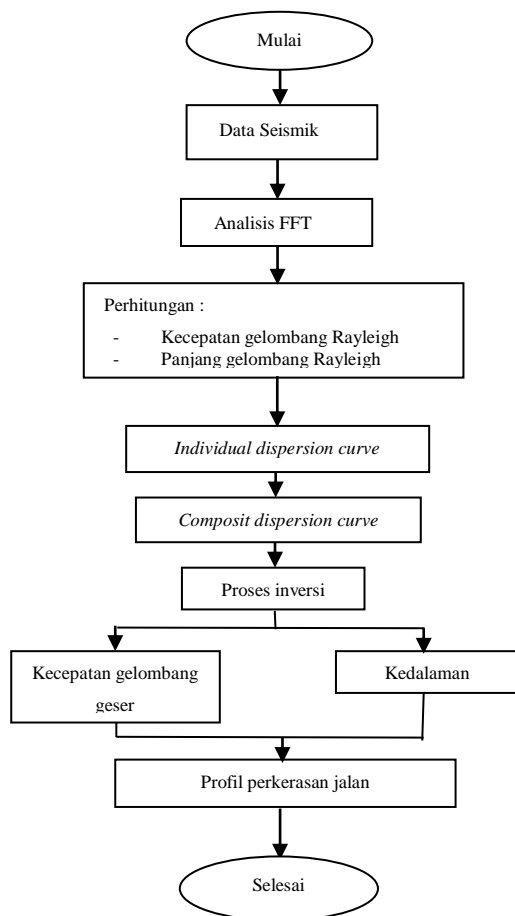 Mulai
Data Seismik
Analisis FFT
Perhitungan :
- Kecepatan gelombang Rayleigh
- Panjang gelombang Rayleigh
Individual dispersion curve
Composit dispersion curve
Proses inversi
Kecepatan gelombang
geser
Kedalaman
Profil perkerasan jalan
Selesai